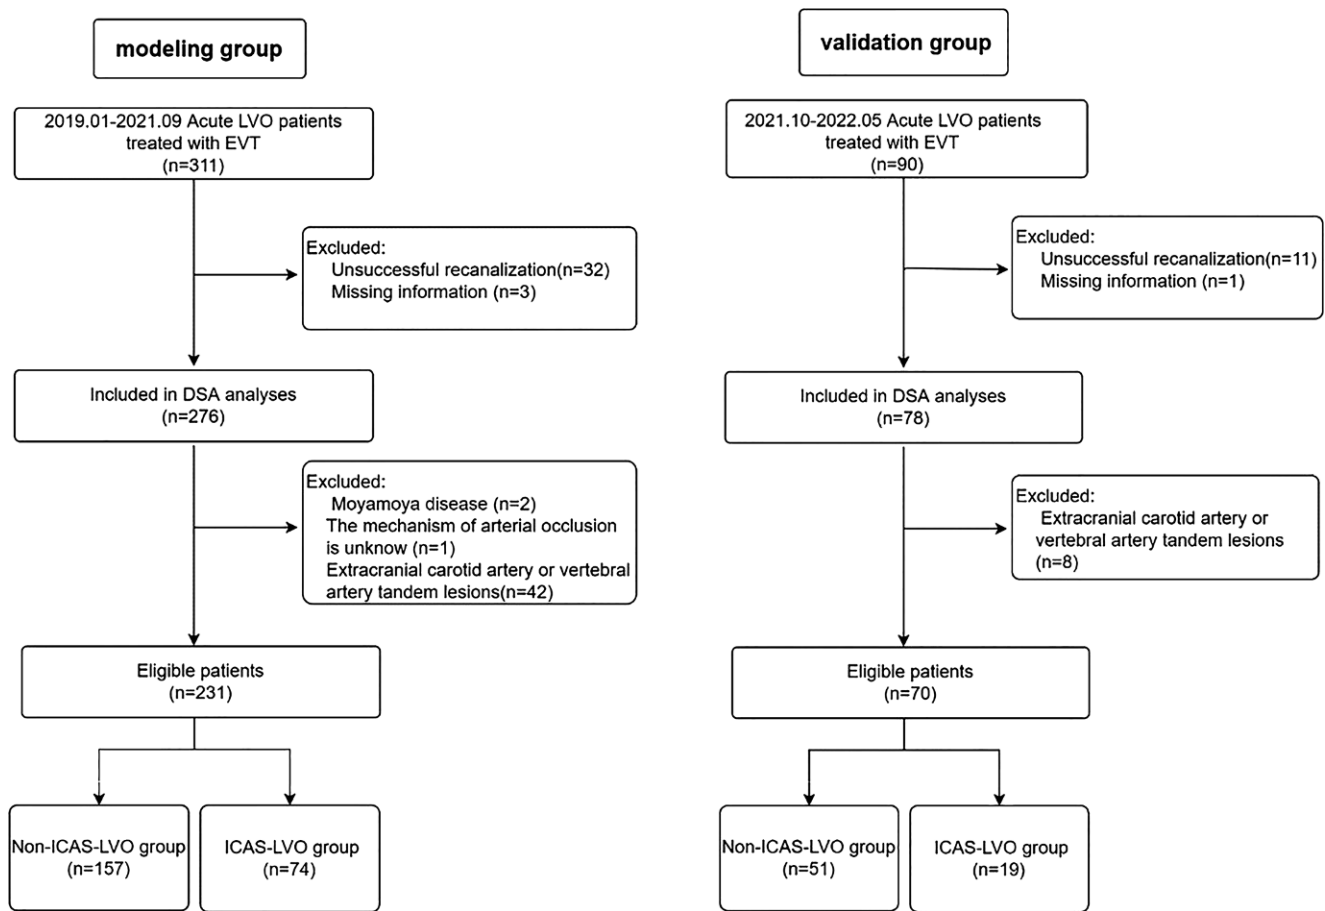 modeling group
2019.01-2021.09 Acute LVO patients
treated with EVT
(n=311)
Excluded:
Unsuccessful recanalization(n=32)
Missing information (n=3)
Included in DSA analyses
(n=276)
Excluded:
Moyamoya disease (n=2)
The mechanism of arterial occlusion
is unknow (n=1)
Extracranial carotid artery or vertebral
artery tandem lesions(n=42)
Eligible patients
(n=231)
Non-ICAS-LVO group
(n=157)
ICAS-LVO group
(n=74)
validation group
2021.10-2022.05 Acute LVO patients
treated with EVT
(n=90)
Excluded:
Unsuccessful recanalization(n=11)
Missing information (n=1)
Included in DSA analyses
(n=78)
Excluded:
Extracranial carotid artery or
vertebral artery tandem lesions
(n=8)
Eligible patients
(n=70)
Non-ICAS-LVO group
(n=51)
ICAS-LVO group
(n=19)